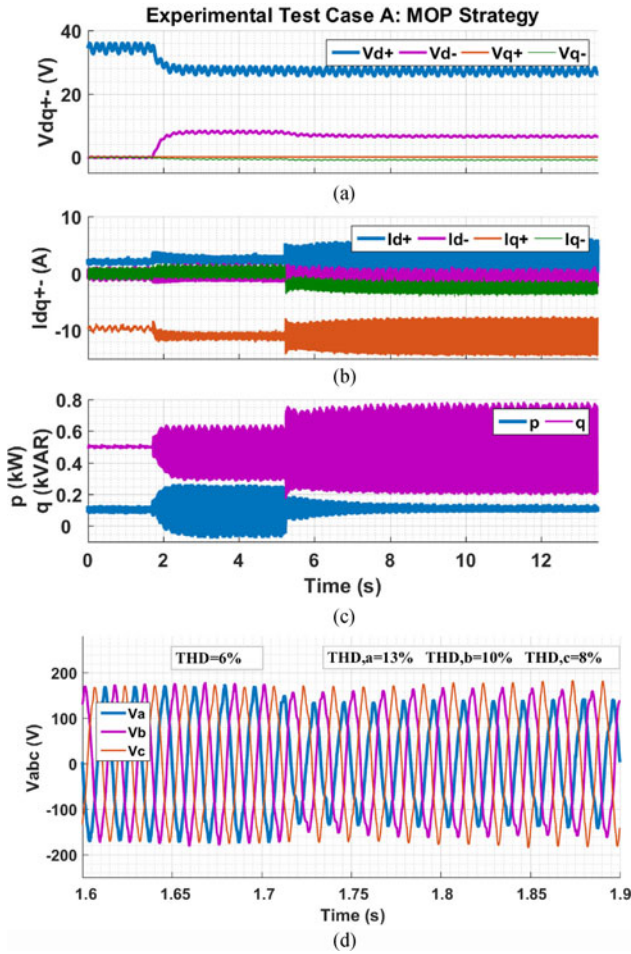 Experimental Test Case A: MOP Strategy
Vdq+- (V)
40
20
0
Vd+ Vd- Vq+ Vq-
(a)
Idq+- (A)
10
0
-10
Id+ Id- Iq+ Iq-
(b)
p (kW)
q (kVAR)
0.8
0.6
0.4
0.2
0
p q
0 2 4 6 8 10 12
Time (s)
(c)
THD=6% THD,a=13% THD,b=10% THD,c=8%
Vabc (V)
200
100
0
-100
-200
Va
Vb
Vc
1.6 1.65 1.7 1.75 1.8 1.85 1.9
Time (s)
(d)